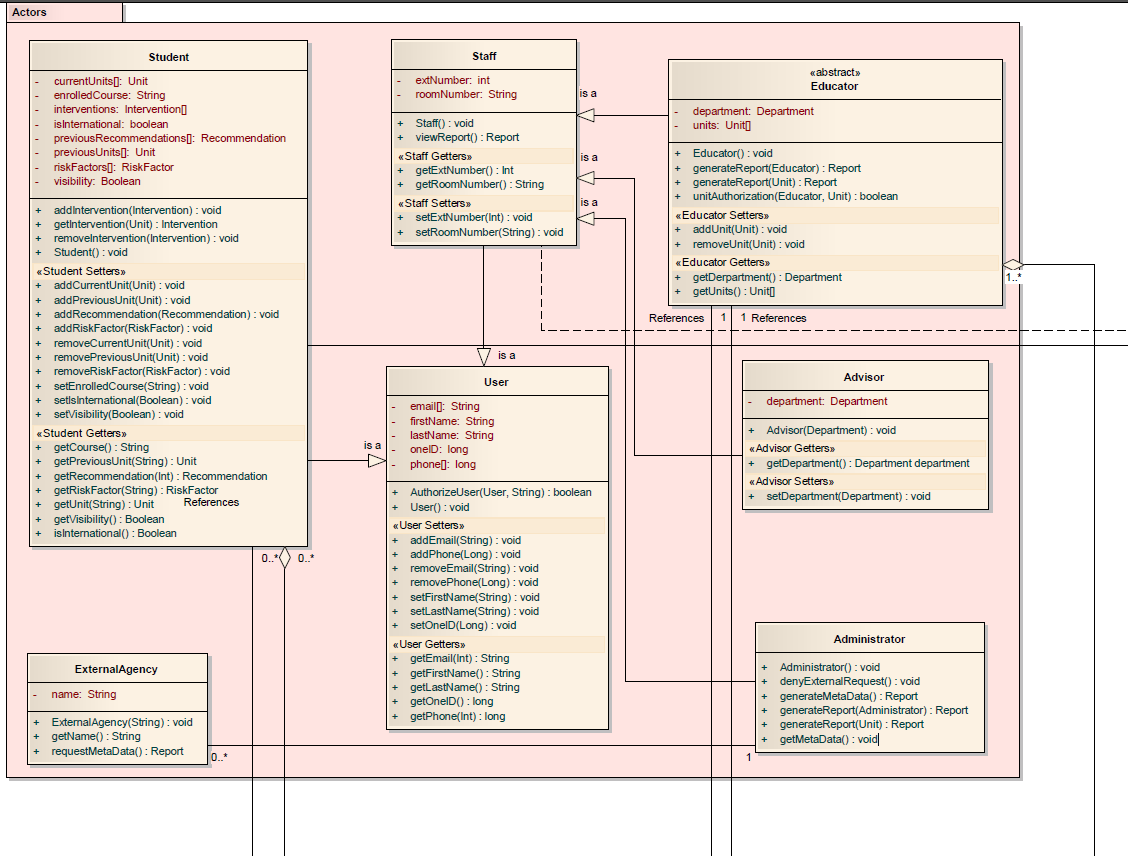 Actors
Student
- currentUnits[]: Unit
- enrolledCourse: String
- interventions: Intervention[]
- isInternational: boolean
- previousRecommendations[]: Recommendation
- previousUnits[]: Unit
- riskFactors[]: RiskFactor
- visibility: Boolean
+ addIntervention(Intervention) : void
+ getIntervention(Unit) : Intervention
+ removeIntervention(Intervention) : void
+ Student() : void
«Student Setters»
+ addCurrentUnit(Unit) : void
+ addPreviousUnit(Unit) : void
+ addRecommendation(Recommendation) : void
+ addRiskFactor(RiskFactor) : void
+ removeCurrentUnit(Unit) : void
+ removePreviousUnit(Unit) : void
+ removeRiskFactor(RiskFactor) : void
+ setEnrolledCourse(String) : void
+ setIsInternational(Boolean) : void
+ setVisibility(Boolean) : void
«Student Getters»
+ getCourse() : String
+ getPreviousUnit(String) : Unit
+ getRecommendation(Int) : Recommendation
+ getRiskFactor(String) : RiskFactor
+ getUnit(String) : Unit
+ getVisibility() : Boolean
+ isInternational() : Boolean
References
0..*
0..*
Staff
- extNumber: int
- roomNumber: String
+ Staff() : void
+ viewReport() : Report
«Staff Getters»
+ getExtNumber() : Int
+ getRoomNumber() : String
«Staff Setters»
+ setExtNumber(Int) : void
+ setRoomNumber(String) : void
is a
is a
is a
«abstract»
Educator
- department: Department
- units: Unit[]
+ Educator() : void
+ generateReport(Educator) : Report
+ generateReport(Unit) : Report
+ unitAuthorization(Educator, Unit) : boolean
«Educator Setters»
+ addUnit(Unit) : void
+ removeUnit(Unit) : void
«Educator Getters»
+ getDerpartment() : Department
+ getUnits() : Unit[]
1..*
References
1
1
References
is a
is a
User
- email[]: String
- firstName: String
- lastName: String
- oneID: long
- phone[]: long
+ AuthorizeUser(User, String) : boolean
+ User() : void
«User Setters»
+ addEmail(String) : void
+ addPhone(Long) : void
+ removeEmail(String) : void
+ removePhone(Long) : void
+ setFirstName(String) : void
+ setLastName(String) : void
+ setOneID(Long) : void
«User Getters»
+ getEmail(Int) : String
+ getFirstName() : String
+ getLastName() : String
+ getOneID() : long
+ getPhone(Int) : long
Advisor
- department: Department
+ Advisor(Department) : void
«Advisor Getters»
+ getDepartment() : Department department
«Advisor Setters»
+ setDepartment(Department) : void
ExternalAgency
- name: String
+ ExternalAgency(String) : void
+ getName() : String
+ requestMetaData() : Report
0..*
1
Administrator
+ Administrator() : void
+ denyExternalRequest() : void
+ generateMetaData() : Report
+ generateReport(Administrator) : Report
+ generateReport(Unit) : Report
+ getMetaData() : void